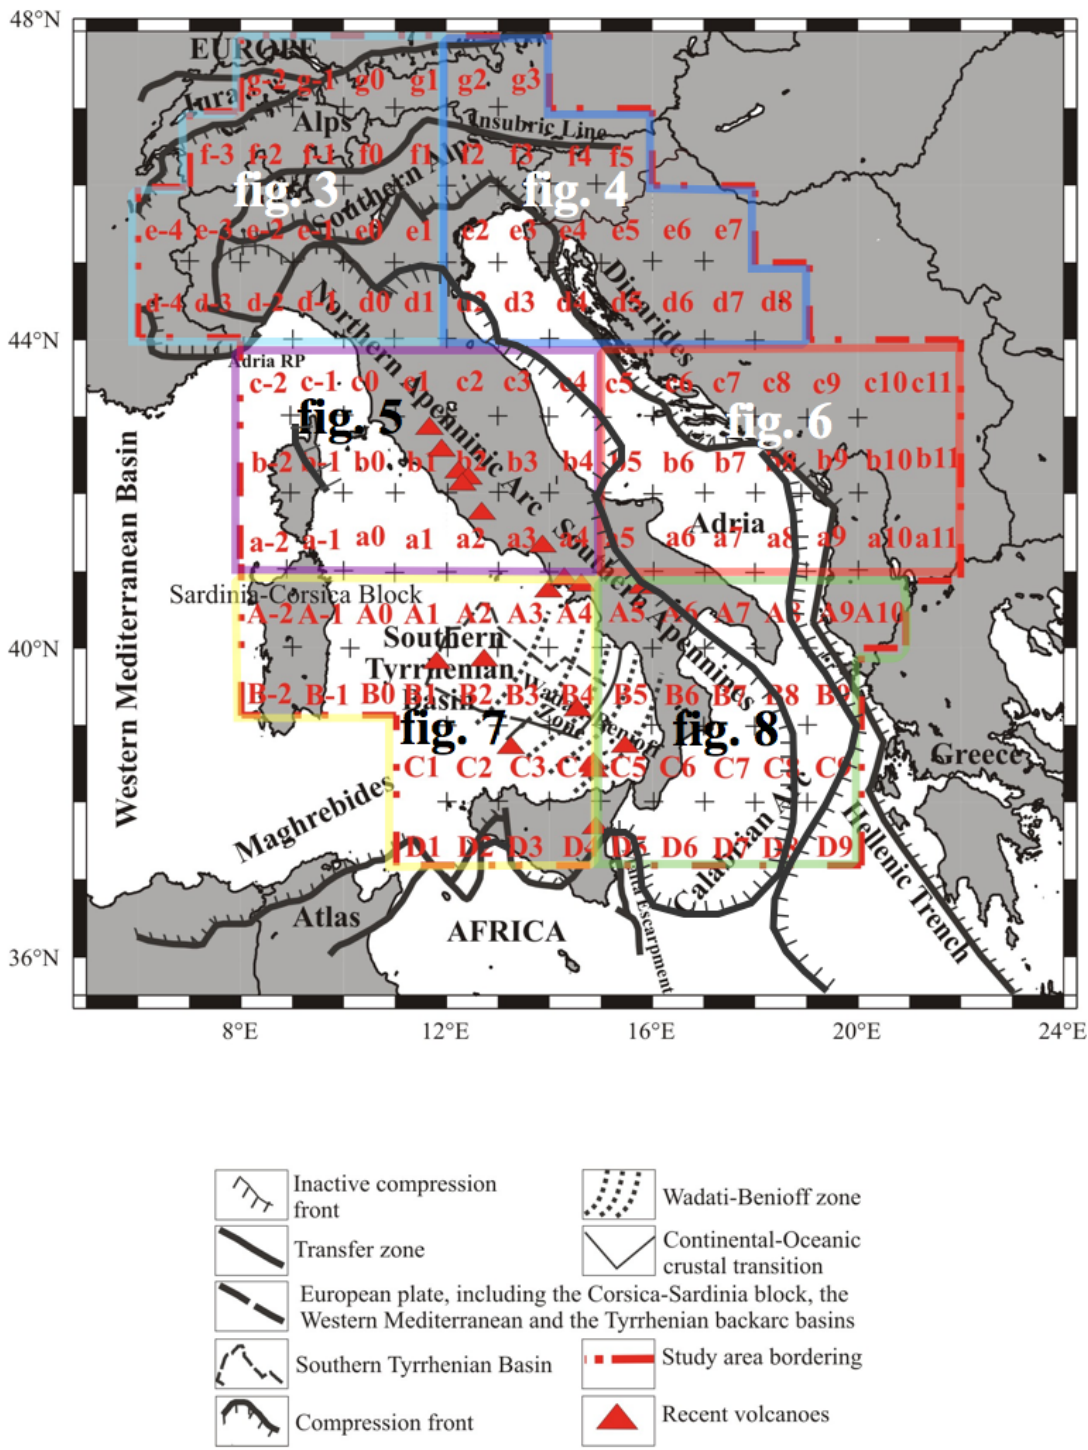 48°N
EUROPE
g-2 g-1 g0 g1 g2 g3
Jura
Alps
Insubric Line
f-3 f-2 f-1 f0 f1 f2 f3 f4 f5
fig. 3
Southern Alps
fig. 4
e-4 e-3 e-2 e-1 e0 e1 e2 e3 e4 e5 e6 e7
Dinarides
d-4 d-3 d-2 d-1 d0 d1 d2 d3 d4 d5 d6 d7 d8
44°N
Adria RP
Northern Apenninic Arc
c-2 c-1 c0 c1 c2 c3 c4 c5 c6 c7 c8 c9 c10 c11
fig. 5
fig. 6
b-2 b-1 b0 b1 b2 b3 b4 b5 b6 b7 b8 b9 b10 b11
Western Mediterranean Basin
Adria
a-2 a-1 a0 a1 a2 a3 a4 a5 a6 a7 a8 a9 a10 a11
Southern Apennines
Sardinia-Corsica Block
A-2 A-1 A0 A1 A2 A3 A4 A5 A6 A7 A8 A9 A10
40°N
Southern
Tyrrheman
Basin
B-2 B-1 B0 B1 B2 B3 B4 B5 B6 B7 B8 B9
Wadati Benioff
zone
fig. 7
fig. 8
Greece
C1 C2 C3 C4 C5 C6 C7 C8 C9
Maghrebides
Calabrian Arc
Hellenic Trench
D1 D2 D3 D4 D5 D6 D7 D8 D9
Atlas
AFRICA
Escarpment
36°N
8°E 12°E 16°E 20°E 24°E
Inactive compression
front
Wadati-Benioff zone
Transfer zone
Continental-Oceanic
crustal transition
European plate, including the Corsica-Sardinia block, the
Western Mediterranean and the Tyrrhenian backarc basins
Southern Tyrrhenian Basin
Study area bordering
Compression front
Recent volcanoes